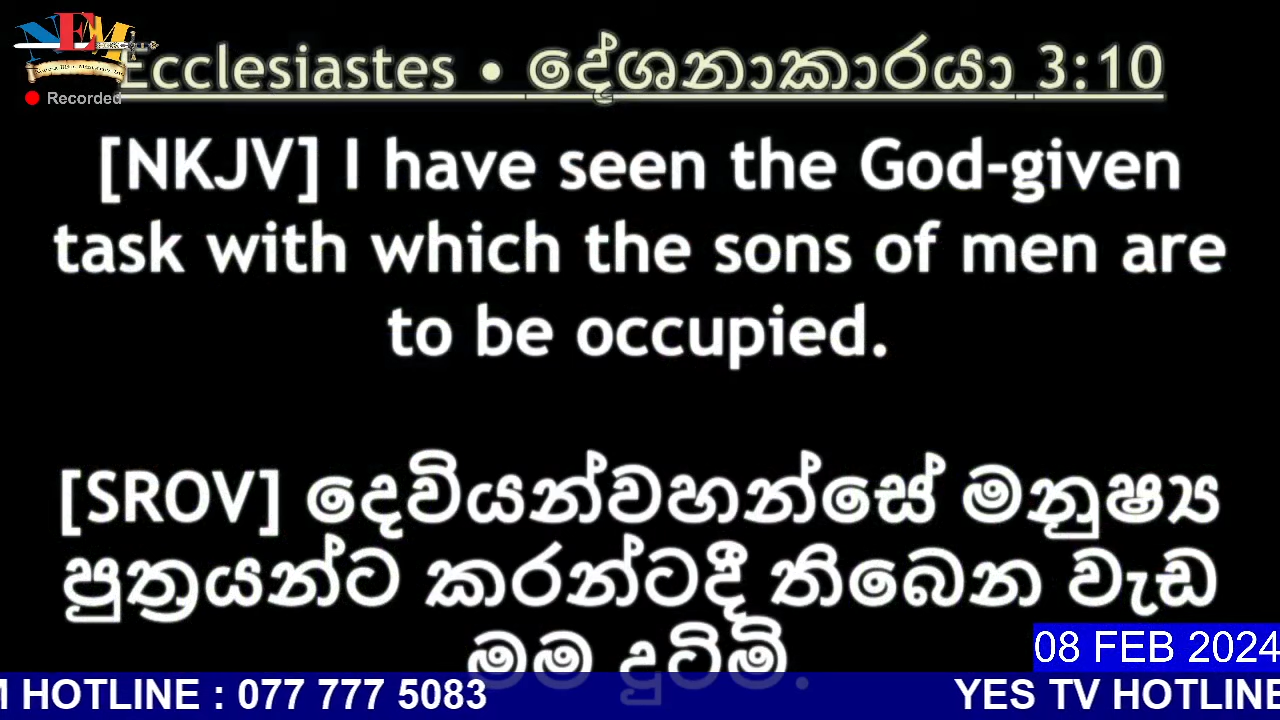 NEM
Ecclesiastes • දේශනාකාරයා 3:10
Recorded
[NKJV] I have seen the God-given
task with which the sons of men are
to be occupied.
[SROV] දෙවියන්වහන්සේ මනුෂ්‍ය
පුත්‍රයන්ට කරන්ටදී තිබෙන වැඩ
මම දුටිමි.
08 FEB 2024
M HOTLINE : 077 777 5083
YES TV HOTLINE